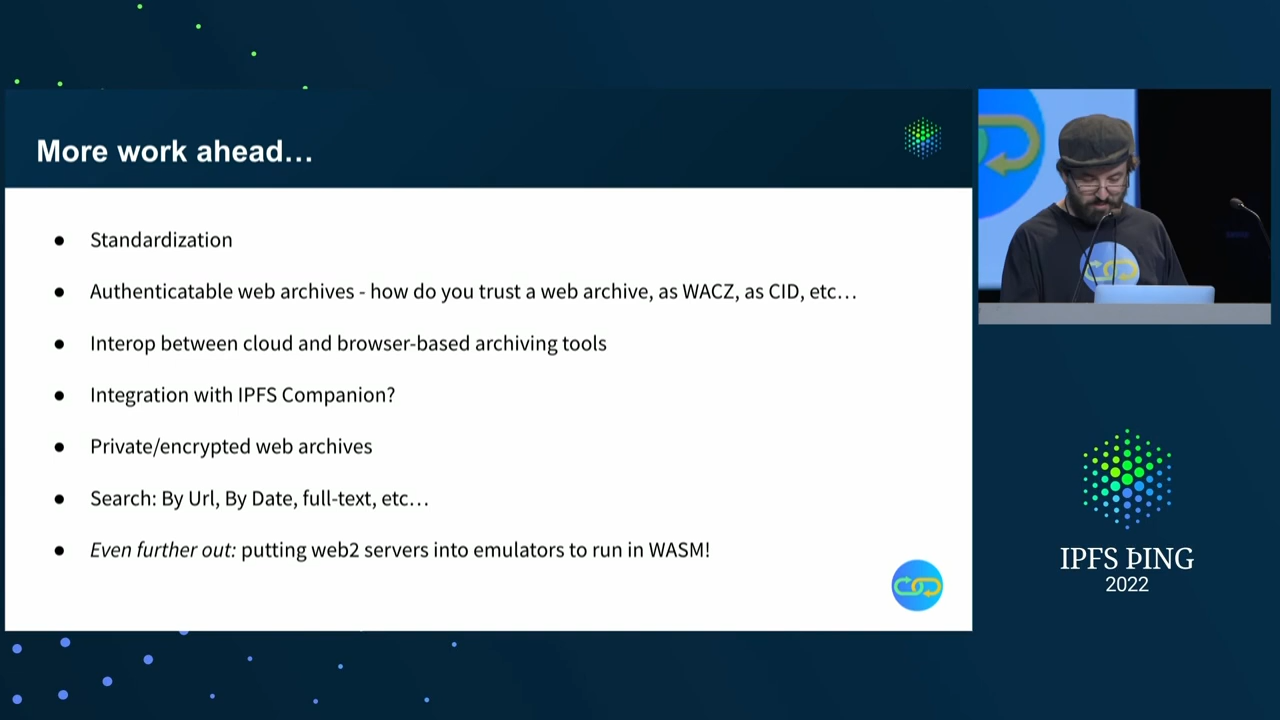 More work ahead…
● Standardization
● Authenticatable web archives - how do you trust a web archive, as WACZ, as CID, etc…
● Interop between cloud and browser-based archiving tools
● Integration with IPFS Companion?
● Private/encrypted web archives
● Search: By Url, By Date, full-text, etc…
● Even further out: putting web2 servers into emulators to run in WASM!
IPFS ÞING
2022